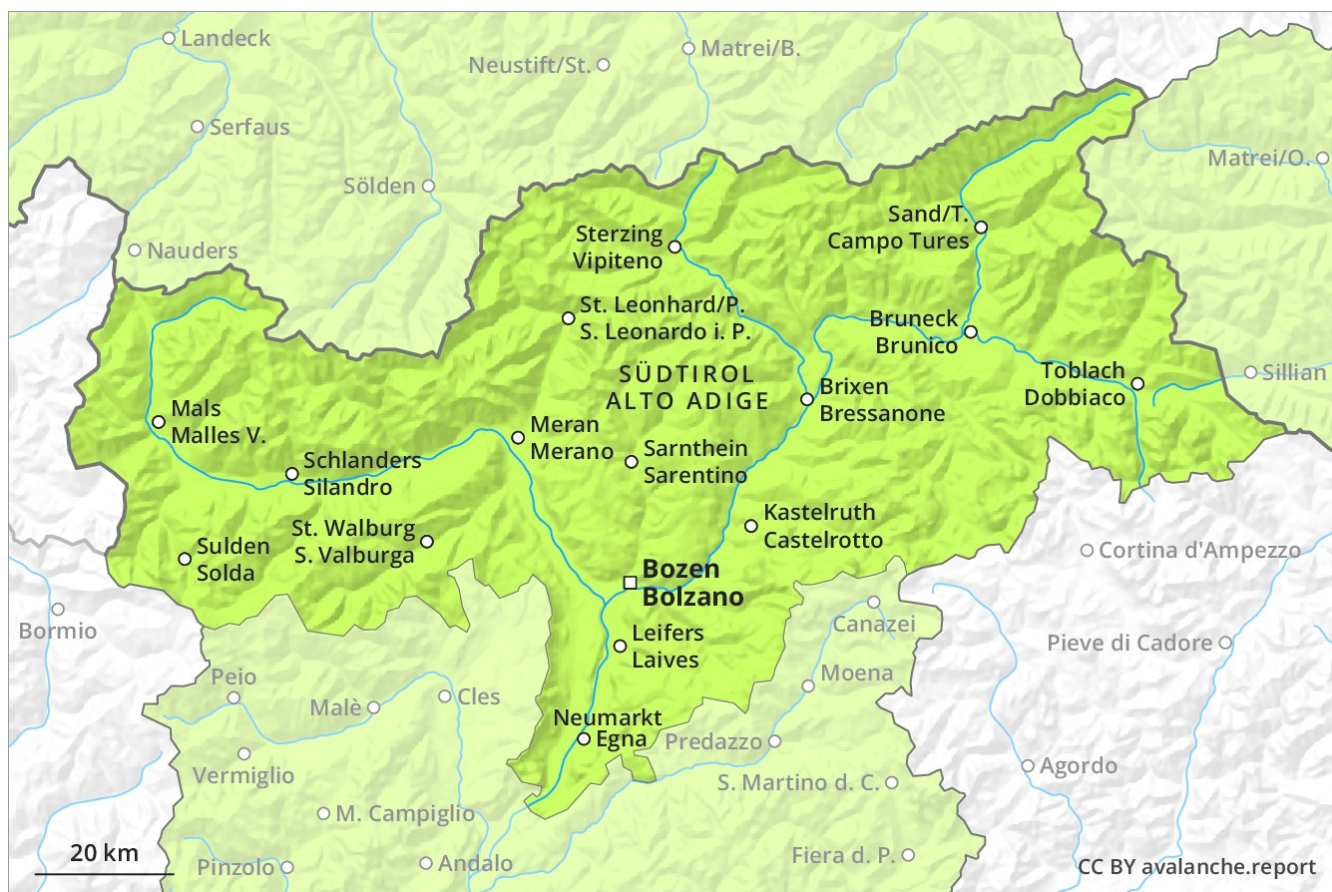 Landeck
Matrei/B.
Neustift/St.
Serfaus
Matrei/O.
Sölden
Sand/T.
Campo Tures
Sterzing
Vipiteno
Nauders
St. Leonhard/P.
S. Leonardo i. P.
Bruneck
Brunico
SÜDTIROL
ALTO ADIGE
Toblach
Dobbiaco
Sillian
Brixen
Bressanone
Mals
Malles V.
Meran
Merano
Sarnthein
Sarentino
Schlanders
Silandro
Kastelruth
Castelrotto
St. Walburg
S. Valburga
Sulden
Solda
Cortina d'Ampezzo
Bozen
Bolzano
Bormio
Canazei
Leifers
Laives
Pieve di Cadore
Peio
Moena
Malè
Cles
Neumarkt
Egna
Predazzo
Vermiglio
Agordo
S. Martino d. C.
M. Campiglio
20 km
Pinzolo
Andalo
Fiera d. P.
CC BY avalanche.report